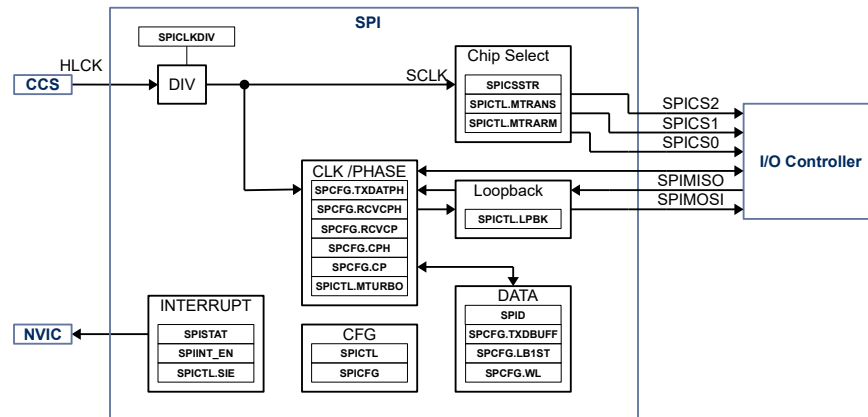 SPI
SPICLKDIV
HLCK
CCS
DIV
SCLK
Chip Select
SPICSSTR
SPICTL.MTRANS
SPICTL.MTRARM
SPICS2
SPICS1
SPICS0
I/O Controller
CLK /PHASE
SPCFG.TXDATPH
SPCFG.RCVCPH
SPCFG.RCVCP
SPCFG.CPH
SPCFG.CP
SPICTL.MTURBO
Loopback
SPICTL.LPBK
SPIMISO
SPIMOSI
DATA
SPID
SPCFG.TXDBUFF
SPCFG.LB1ST
SPCFG.WL
INTERRUPT
SPISTAT
SPIINT_EN
SPICTL.SIE
NVIC
CFG
SPICTL
SPICFG